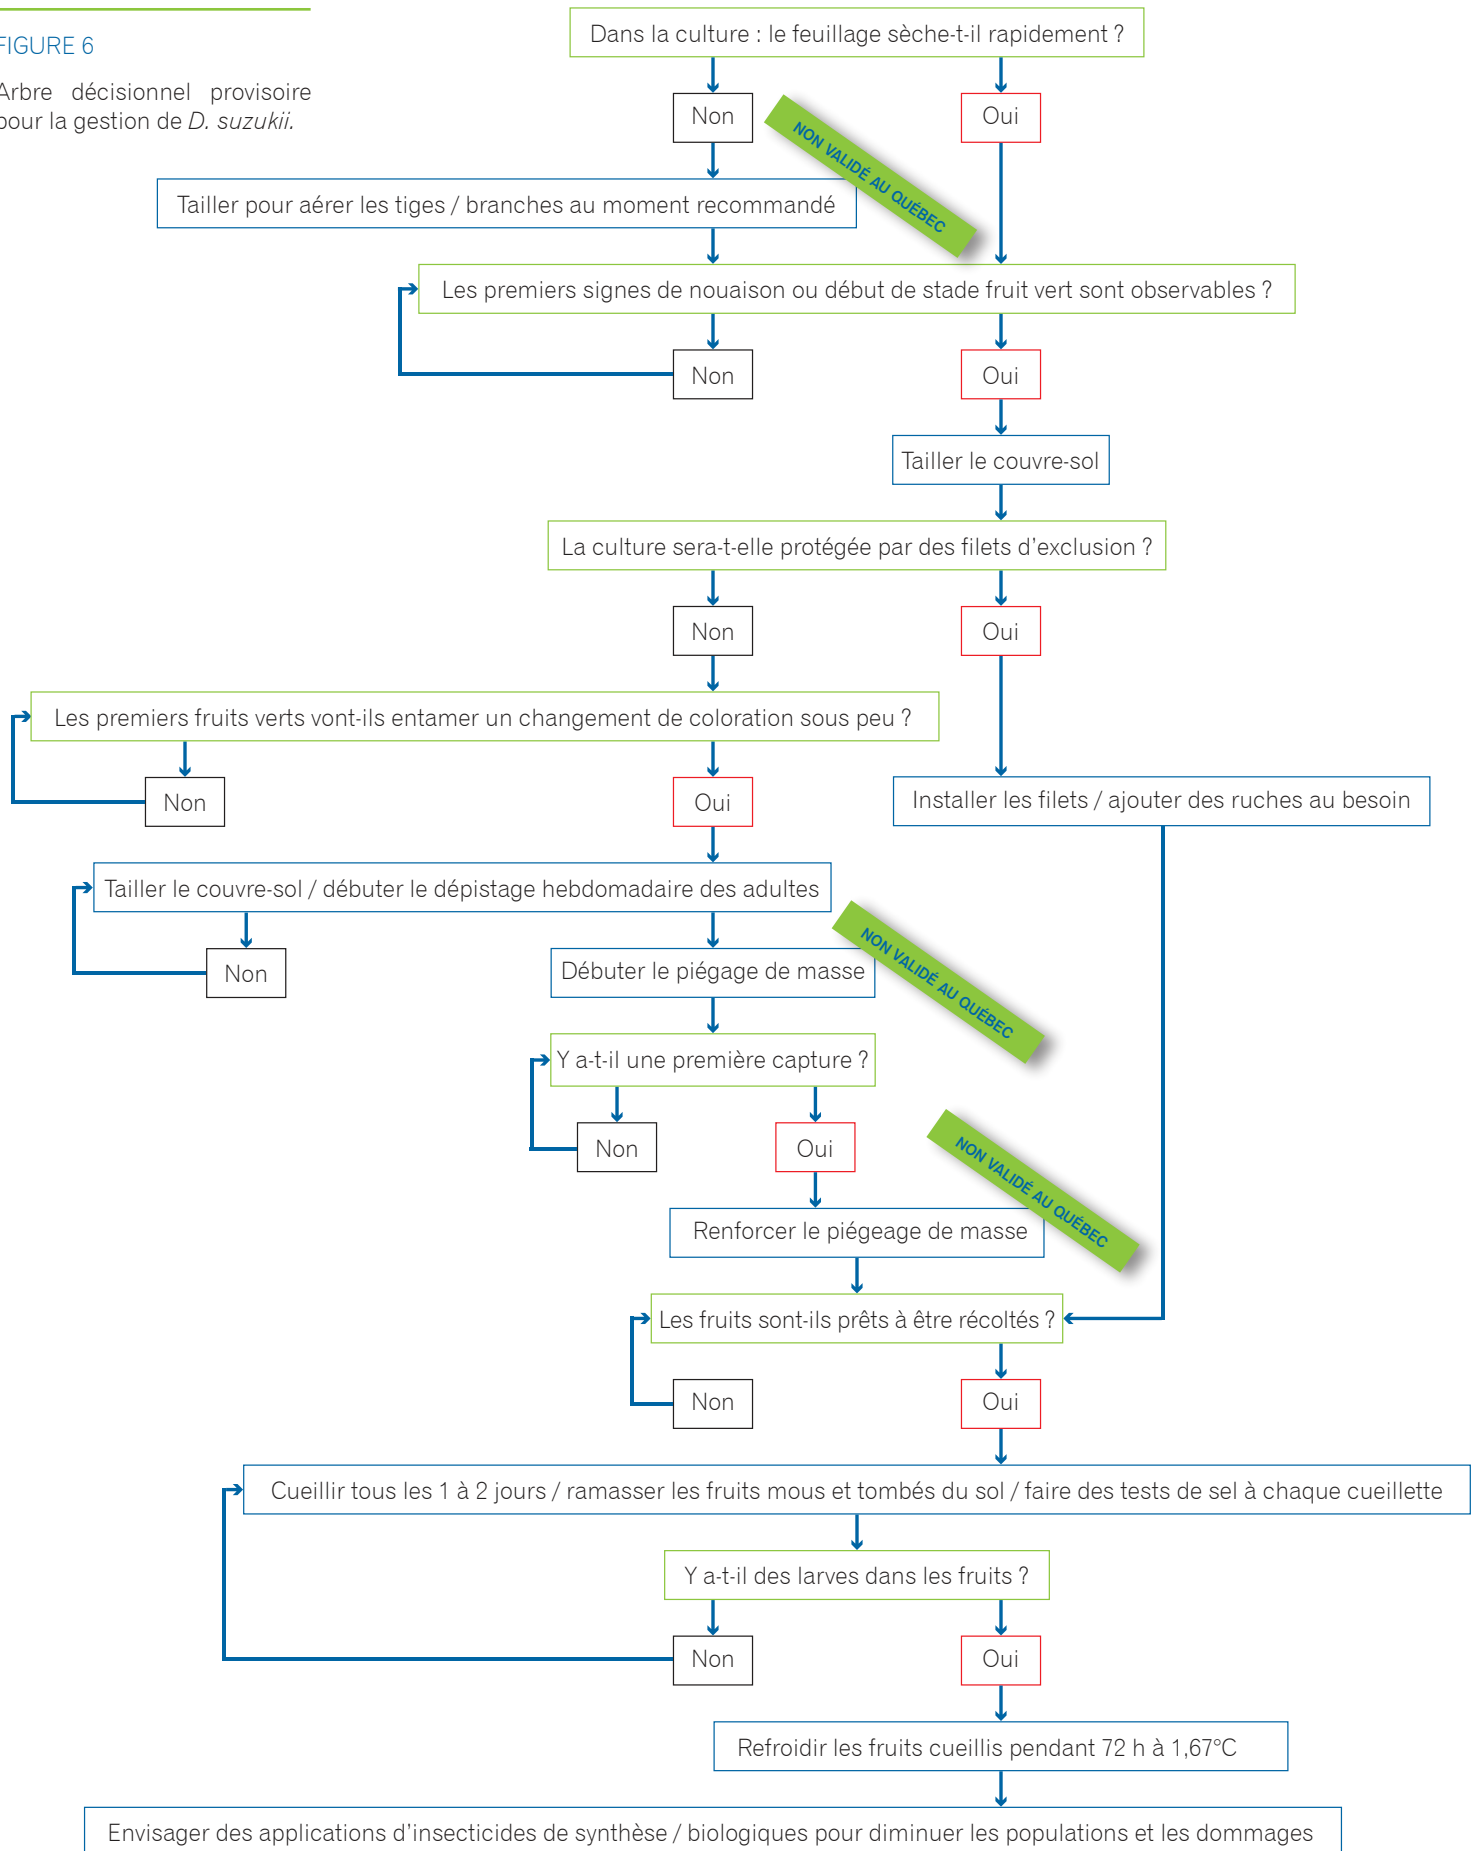 FIGURE 6
Arbre décisionnel provisoire
pour la gestion de D. suzukii.
Dans la culture : le feuillage sèche-t-il rapidement ?
Non
Oui
NON VALIDÉ AU QUÉBEC
Tailler pour aérer les tiges / branches au moment recommandé
Les premiers signes de nouaison ou début de stade fruit vert sont observables ?
Non
Oui
Tailler le couvre-sol
La culture sera-t-elle protégée par des filets d'exclusion ?
Non
Oui
Les premiers fruits verts vont-ils entamer un changement de coloration sous peu ?
Non
Oui
Installer les filets / ajouter des ruches au besoin
Tailler le couvre-sol / débuter le dépistage hebdomadaire des adultes
Non
Débuter le piégage de masse
NON VALIDÉ AU QUÉBEC
Y a-t-il une première capture ?
Non
Oui
NON VALIDÉ AU QUÉBEC
Renforcer le piégeage de masse
Les fruits sont-ils prêts à être récoltés ?
Non
Oui
Cueillir tous les 1 à 2 jours / ramasser les fruits mous et tombés du sol / faire des tests de sel à chaque cueillette
Y a-t-il des larves dans les fruits ?
Non
Oui
Refroidir les fruits cueillis pendant 72 h à 1,67°C
Envisager des applications d'insecticides de synthèse / biologiques pour diminuer les populations et les dommages